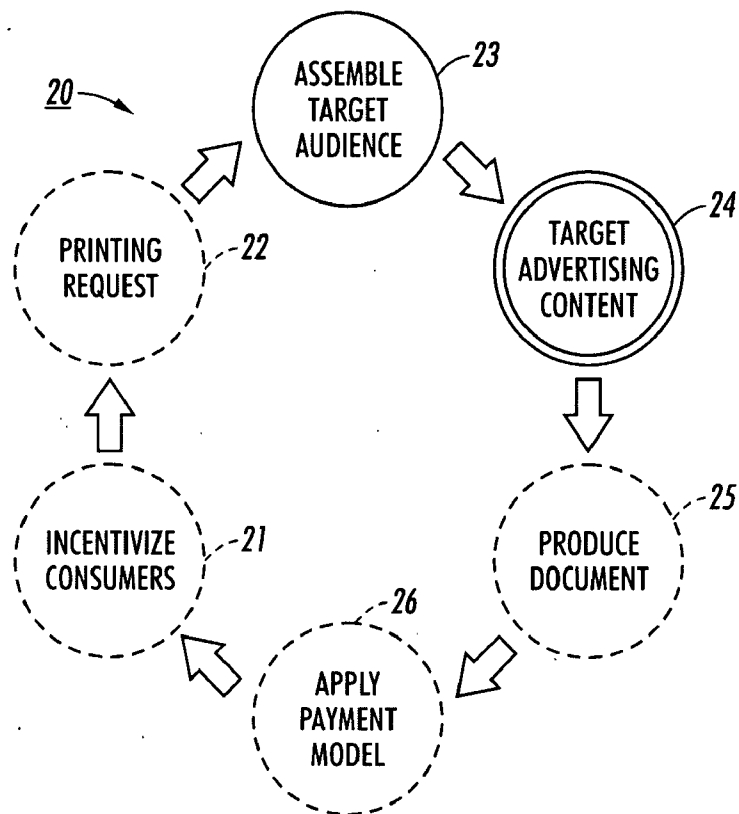 20
ASSEMBLE
TARGET
AUDIENCE
23
TARGET
ADVERTISING
CONTENT
24
PRODUCE
DOCUMENT
25
APPLY
PAYMENT
MODEL
26
INCENTIVIZE
CONSUMERS
21
PRINTING
REQUEST
22